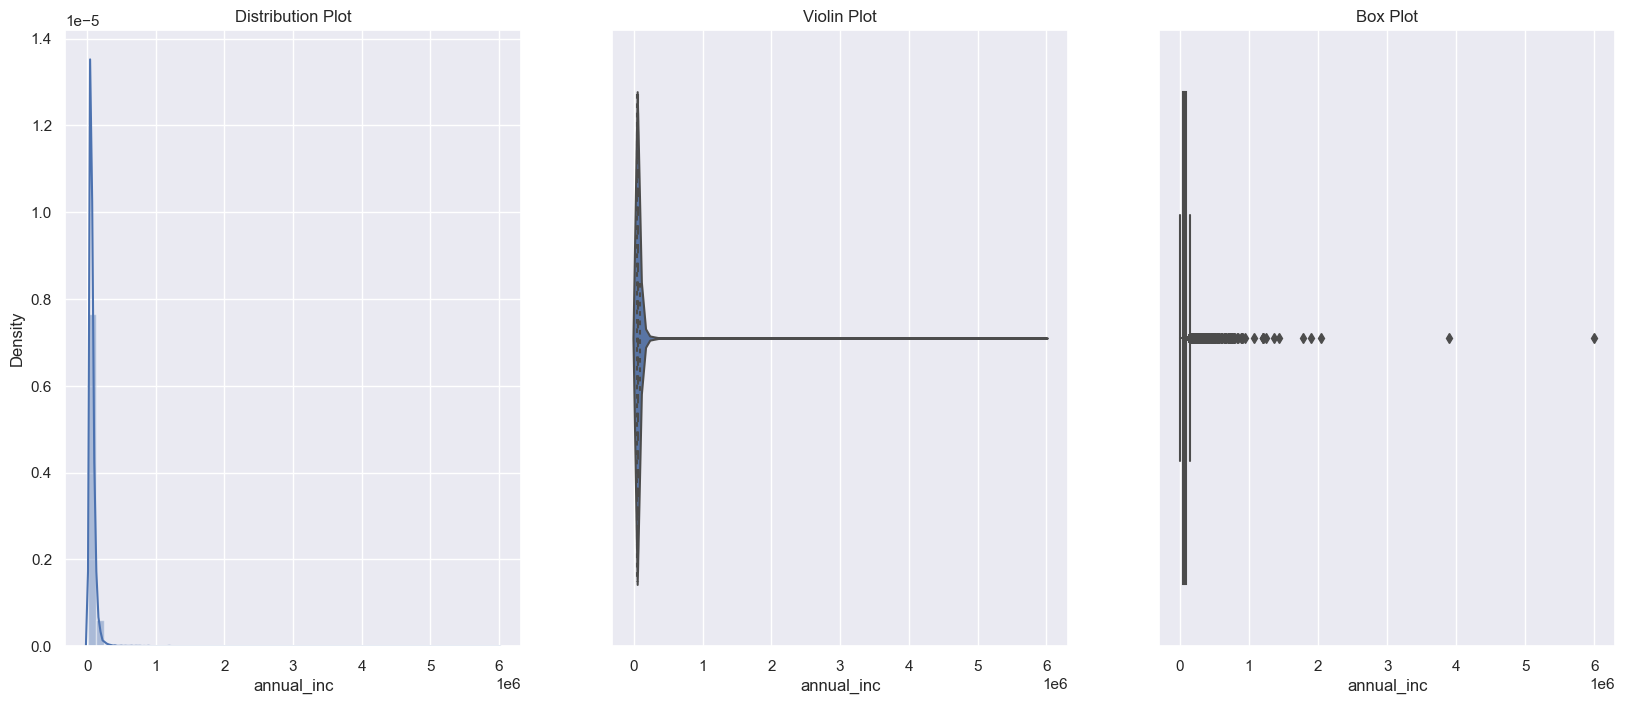 Distribution Plot
1e−5
1.4
1.2
1.0
0.8
0.6
0.4
0.2
0.0
Density
0 1 2 3 4 5 6
1e6
annual_inc
Violin Plot
0 1 2 3 4 5 6
1e6
annual_inc
Box Plot
0 1 2 3 4 5 6
1e6
annual_inc